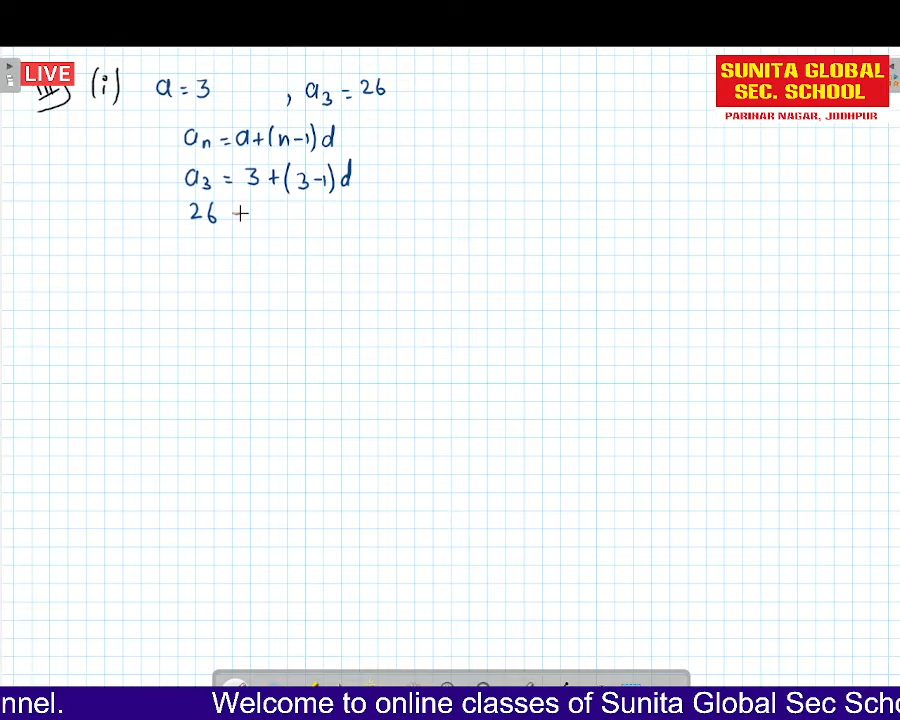 LIVE
(i) a = 3 , a₃ = 26
SUNITA GLOBAL
SEC. SCHOOL
PARIHAR NAGAR, JODHPUR
aₙ = a+(n-1)d
a₃ = 3+(3-1)d
26
nnel. Welcome to online classes of Sunita Global Sec Scho